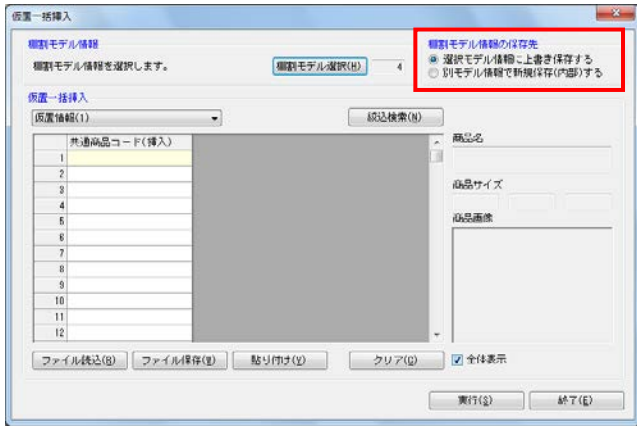 仮置一括挿入
棚割モデル情報
棚割モデル情報を選択します。
棚割モデル選択(H)
4
棚割モデル情報の保存先
選択モデル情報に上書き保存する
別モデル情報で新規保存(内部)する
仮置一括挿入
仮置情報(1)
絞込検索(N)
共通商品コード(挿入)
1
2
3
4
5
6
7
8
9
10
11
12
商品名
商品サイズ
商品画像
ファイル読込(R)
ファイル保存(W)
貼り付け(V)
クリア(C)
全体表示
実行(S)
終了(E)